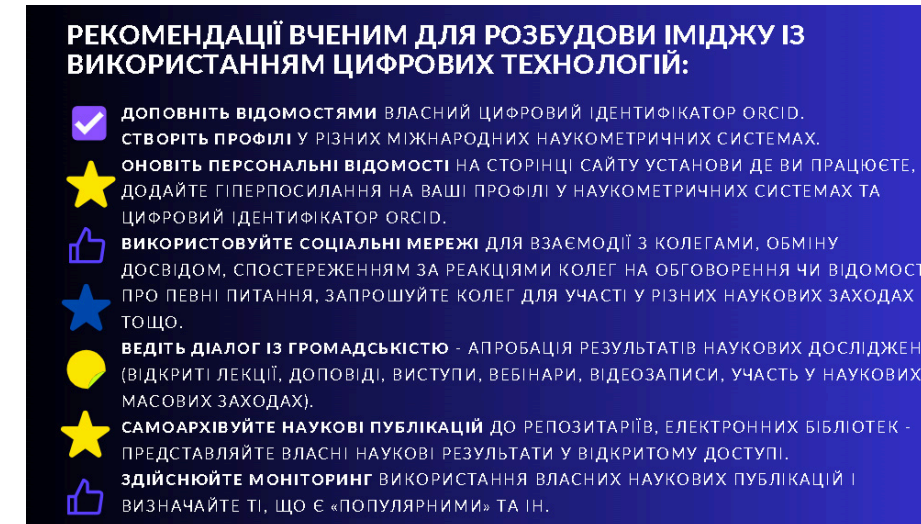 РЕКОМЕНДАЦІЇ ВЧЕНИМ ДЛЯ РОЗБУДОВИ ІМІДЖУ ІЗ
ВИКОРИСТАННЯМ ЦИФРОВИХ ТЕХНОЛОГІЙ:
ДОПОВНІТЬ ВІДОМОСТЯМИ ВЛАСНИЙ ЦИФРОВИЙ ІДЕНТИФІКАТОР ORCID.
СТВОРІТЬ ПРОФІЛІ У РІЗНИХ МІЖНАРОДНИХ НАУКОМЕТРИЧНИХ СИСТЕМАХ.
ОНОВІТЬ ПЕРСОНАЛЬНІ ВІДОМОСТІ НА СТОРІНЦІ САЙТУ УСТАНОВИ ДЕ ВИ ПРАЦЮЄТЕ,
ДОДАЙТЕ ГІПЕРПОСИЛАННЯ НА ВАШІ ПРОФІЛІ У НАУКОМЕТРИЧНИХ СИСТЕМАХ ТА
ЦИФРОВИЙ ІДЕНТИФІКАТОР ORCID.
ВИКОРИСТОВУЙТЕ СОЦІАЛЬНІ МЕРЕЖІ ДЛЯ ВЗАЄМОДІЇ З КОЛЕГАМИ, ОБМІНУ
ДОСВІДОМ, СПОСТЕРЕЖЕННЯМ ЗА РЕАКЦІЯМИ КОЛЕГ НА ОБГОВОРЕННЯ ЧИ ВІДОМОСТ
ПРО ПЕВНІ ПИТАННЯ, ЗАПРОШУЙТЕ КОЛЕГ ДЛЯ УЧАСТІ У РІЗНИХ НАУКОВИХ ЗАХОДАХ
ТОЩО.
ВЕДІТЬ ДІАЛОГ ІЗ ГРОМАДСЬКІСТЮ - АПРОБАЦІЯ РЕЗУЛЬТАТІВ НАУКОВИХ ДОСЛІДЖЕН
(ВІДКРИТІ ЛЕКЦІЇ, ДОПОВІДІ, ВИСТУПИ, ВЕБІНАРИ, ВІДЕОЗАПИСИ, УЧАСТЬ У НАУКОВИХ
МАСОВИХ ЗАХОДАХ).
САМОАРХІВУЙТЕ НАУКОВІ ПУБЛІКАЦІЙ ДО РЕПОЗИТАРІЇВ, ЕЛЕКТРОННИХ БІБЛІОТЕК -
ПРЕДСТАВЛЯЙТЕ ВЛАСНІ НАУКОВІ РЕЗУЛЬТАТИ У ВІДКРИТОМУ ДОСТУПІ.
ЗДІЙСНЮЙТЕ МОНІТОРИНГ ВИКОРИСТАННЯ ВЛАСНИХ НАУКОВИХ ПУБЛІКАЦІЙ І
ВИЗНАЧАЙТЕ ТІ, ЩО Є «ПОПУЛЯРНИМИ» ТА ІН.